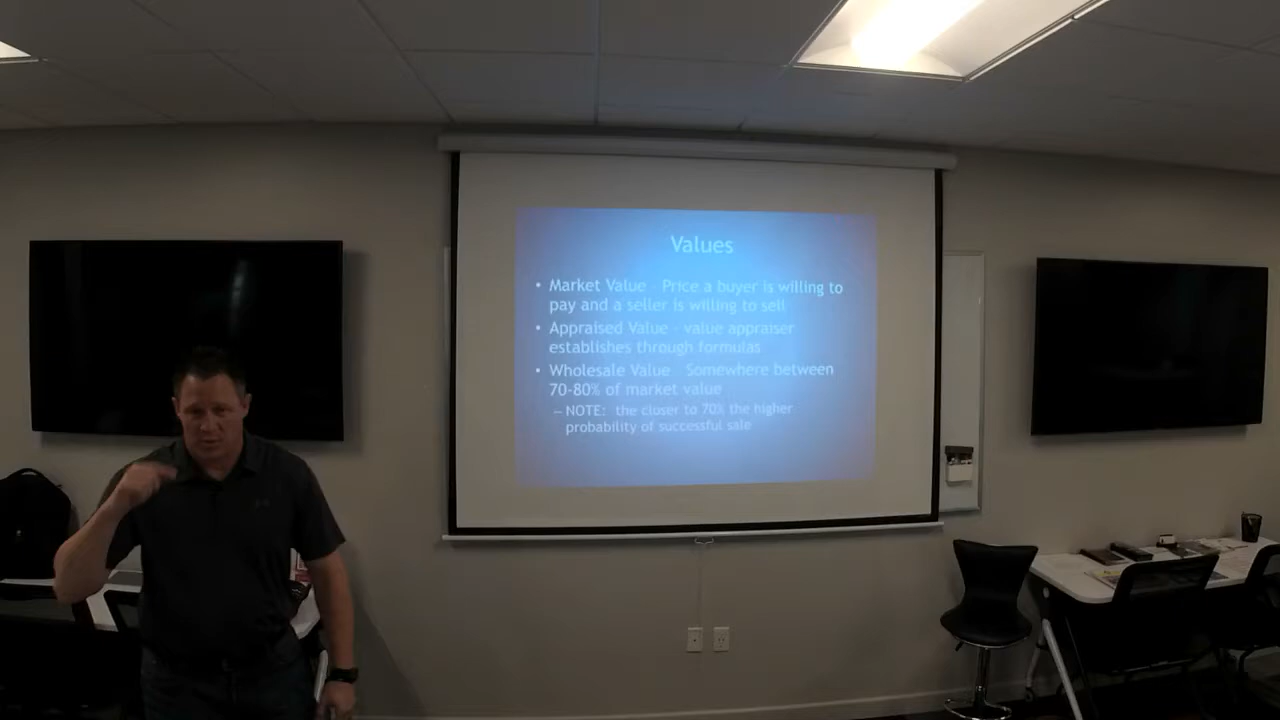 Values
• Market Value - Price a buyer is willing to
pay and a seller is willing to sell
• Appraised Value - value appraiser
establishes through formulas
• Wholesale Value - Somewhere between
70-80% of market value
– NOTE: the closer to 70% the higher
probability of successful sale